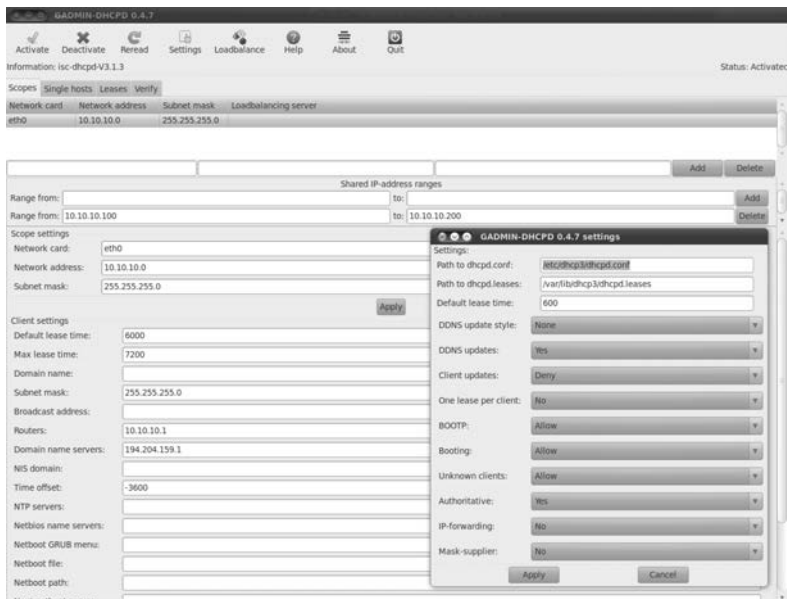 GADMIN-DHCPD 0.4.7
Activate Deactivate Reread Settings Loadbalance Help About Quit
Information: isc-dhcpd-V3.1.3 Status: Activated
Scopes Single hosts Leases Verify
Network card Network address Subnet mask Loadbalancing server
eth0 10.10.10.0 255.255.255.0
Add Delete
Shared IP-address ranges
Range from: to: Add
Range from: 10.10.10.100 to: 10.10.10.200 Delete
Scope settings
Network card: eth0
Network address: 10.10.10.0
Subnet mask: 255.255.255.0
Apply
Client settings
Default lease time: 6000
Max lease time: 7200
Domain name:
Subnet mask: 255.255.255.0
Broadcast address:
Routers: 10.10.10.1
Domain name servers: 194.204.159.1
NIS domain:
Time offset: -3600
NTP servers:
Netbios name servers:
Netboot GRUB menu:
Netboot file:
Netboot path:
GADMIN-DHCPD 0.4.7 settings
Settings:
Path to dhcpd.conf: /etc/dhcp3/dhcpd.conf
Path to dhcpd.leases: /var/lib/dhcp3/dhcpd.leases
Default lease time: 600
DDNS update style: None
DDNS updates: Yes
Client updates: Deny
One lease per client: No
BOOTP: Allow
Booting: Allow
Unknown clients: Allow
Authoritative: Yes
IP-forwarding: No
Mask-supplier: No
Apply Cancel